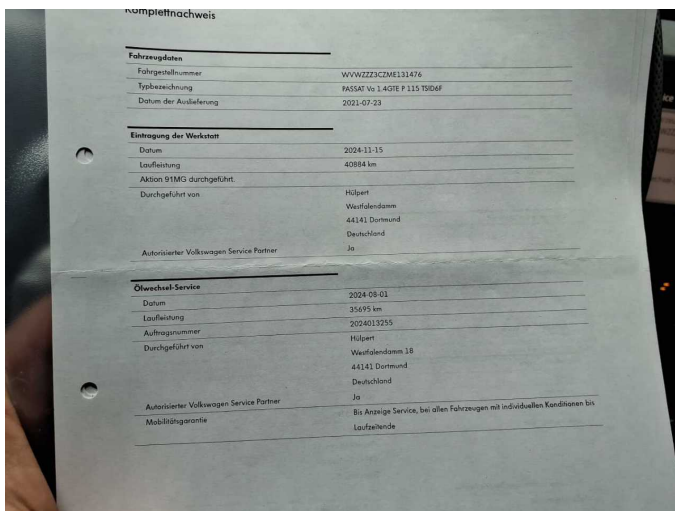 Komplettnachweis
Fahrzeugdaten
Fahrgestellnummer WVWZZZ3CZME131476
Typbezeichnung PASSAT Va 1.4GTE P 115 TSID6F
Datum der Auslieferung 2021-07-23
Eintragung der Werkstatt
Datum 2024-11-15
Laufleistung 40884 km
Aktion 91MG durchgeführt.
Durchgeführt von Hülpert
Westfalendamm
44141 Dortmund
Deutschland
Autorisierter Volkswagen Service Partner Ja
Ölwechsel-Service
Datum 2024-08-01
Laufleistung 35695 km
Auftragsnummer 2024013255
Durchgeführt von Hülpert
Westfalendamm 18
44141 Dortmund
Deutschland
Autorisierter Volkswagen Service Partner Ja
Mobilitätsgarantie Bis Anzeige Service, bei allen Fahrzeugen mit individuellen Konditionen bis
Laufzeitende